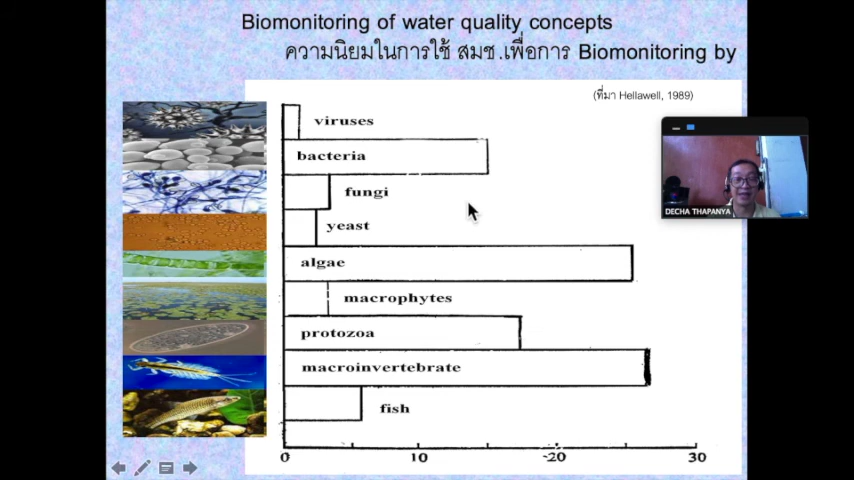 Biomonitoring of water quality concepts
ความนิยมในการใช้ สมช.เพื่อการ Biomonitoring by
(ที่มา Hellawell, 1989)
viruses
bacteria
fungi
yeast
algae
macrophytes
protozoa
macroinvertebrate
fish
0 10 -20 30
DECHA THAPANYA